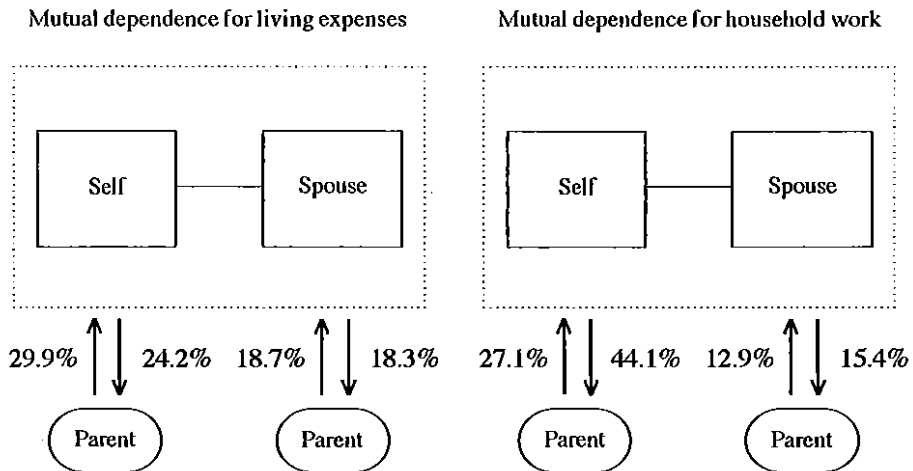 Mutual dependence for living expenses
Mutual dependence for household work
Self
Spouse
Self
Spouse
29.9%
24.2%
18.7%
18.3%
27.1%
44.1%
12.9%
15.4%
Parent
Parent
Parent
Parent